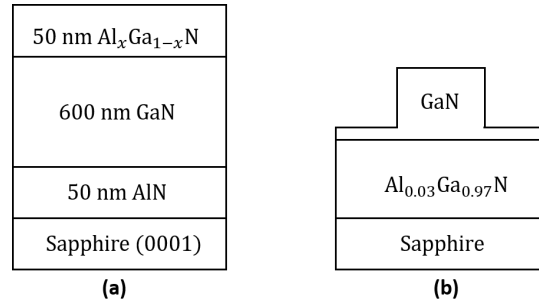 50 nm AlₓGa₁₋ₓN
600 nm GaN
50 nm AlN
Sapphire (0001)
(a)
GaN
Al₀.₀₃Ga₀.₉₇N
Sapphire
(b)